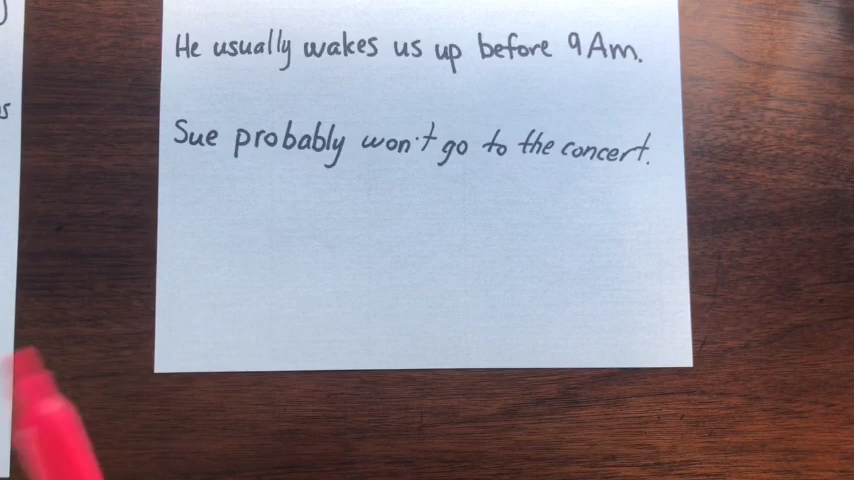 He usually wakes us up before 9 Am.
Sue probably won't go to the concert.